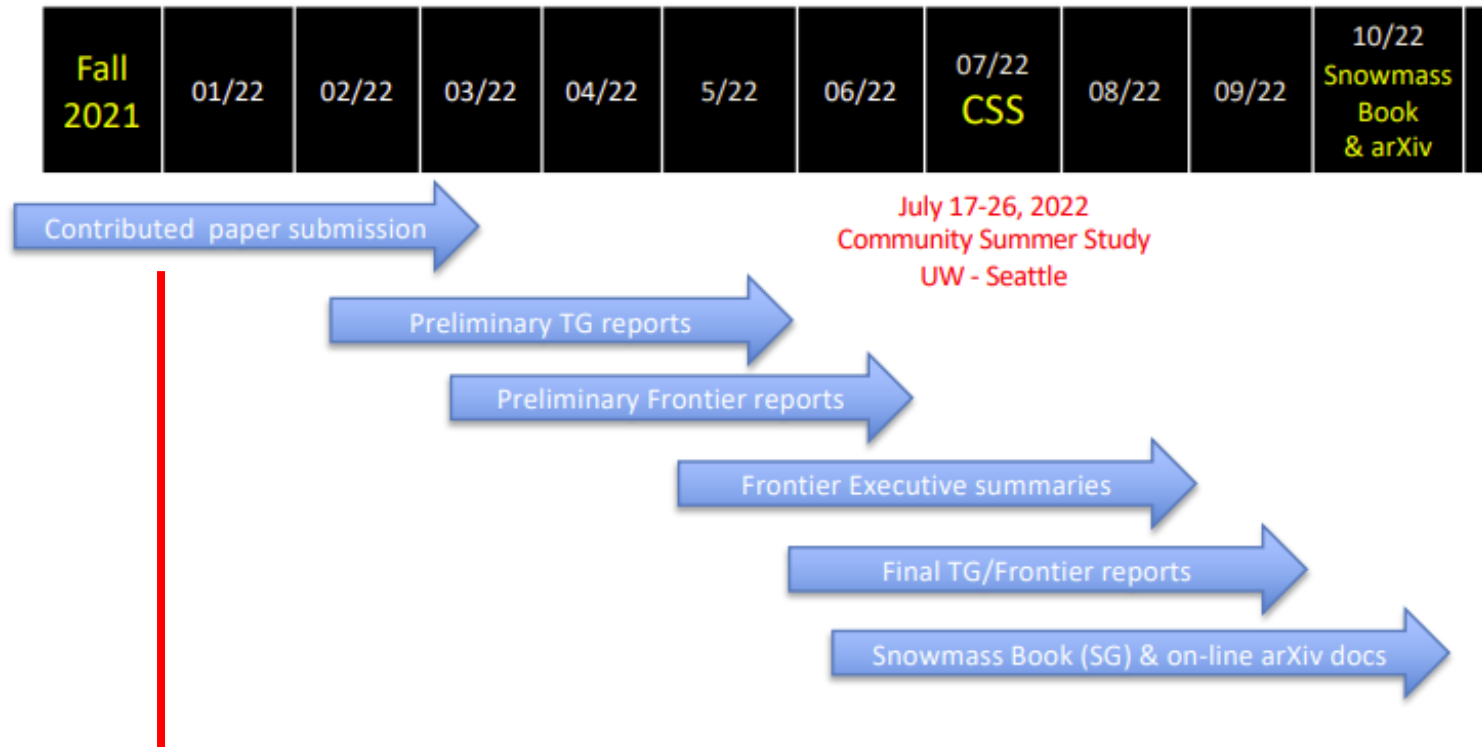 Fall
2021
01/22
02/22
03/22
04/22
5/22
06/22
07/22
CSS
08/22
09/22
10/22
Snowmass
Book
& arXiv
Contributed paper submission
July 17-26, 2022
Community Summer Study
UW - Seattle
Preliminary TG reports
Preliminary Frontier reports
Frontier Executive summaries
Final TG/Frontier reports
Snowmass Book (SG) & on-line arXiv docs